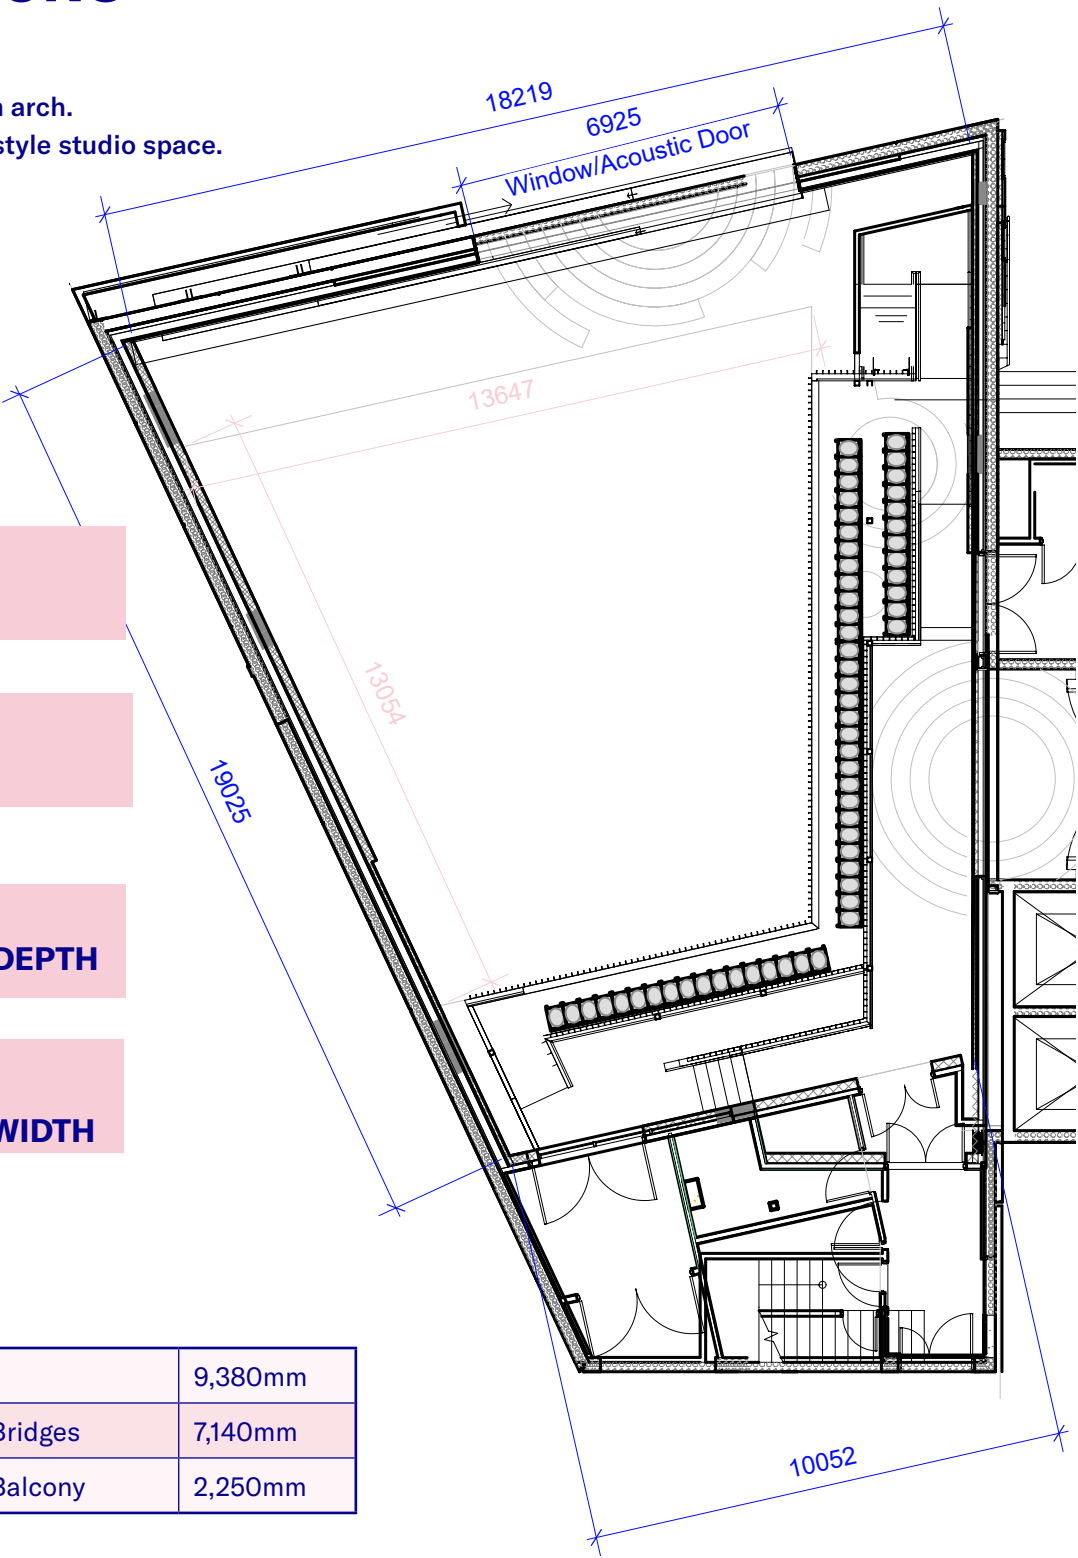 n arch.
style studio space.
18219
6925
Window/Acoustic Door
13647
13054
19025
DEPTH
WIDTH
9,380mm
Bridges
7,140mm
Balcony
2,250mm
10052